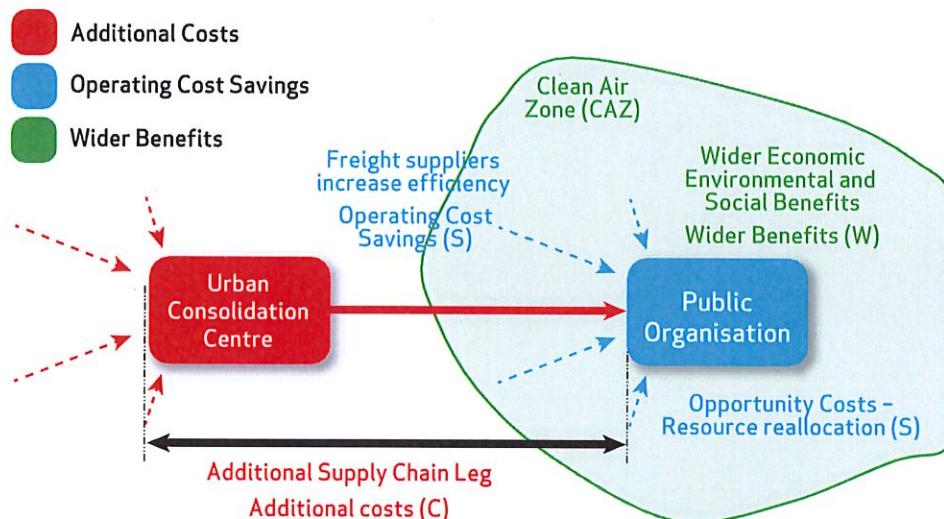 Additional Costs
Operating Cost Savings
Wider Benefits
Clean Air
Zone (CAZ)
Freight suppliers
increase efficiency
Operating Cost
Savings (S)
Wider Economic
Environmental and
Social Benefits
Wider Benefits (W)
Urban
Consolidation
Centre
Public
Organisation
Opportunity Costs –
Resource reallocation (S)
Additional Supply Chain Leg
Additional costs (C)